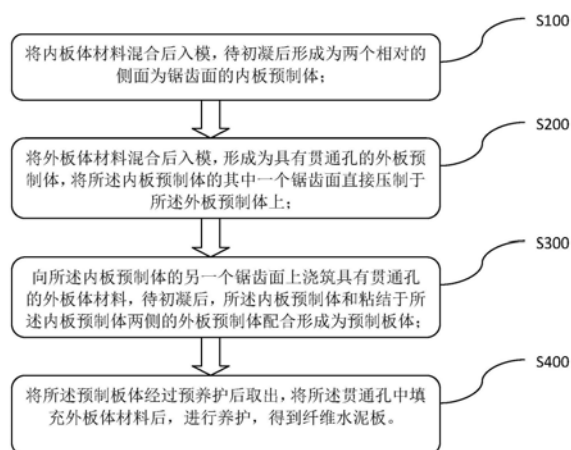 S100
将内板体材料混合后入模，待初凝后形成为两个相对的
侧面为锯齿面的内板预制体；
S200
将外板体材料混合后入模，形成为具有贯通孔的外板预
制体，将所述内板预制体的其中一个锯齿面直接压制于
所述外板预制体上；
S300
向所述内板预制体的另一个锯齿面上浇筑具有贯通孔
的外板体材料，待初凝后，所述内板预制体和粘结于所
述内板预制体两侧的外板预制体配合形成为预制板体；
S400
将所述预制板体经过预养护后取出，将所述贯通孔中填
充外板体材料后，进行养护，得到纤维水泥板。